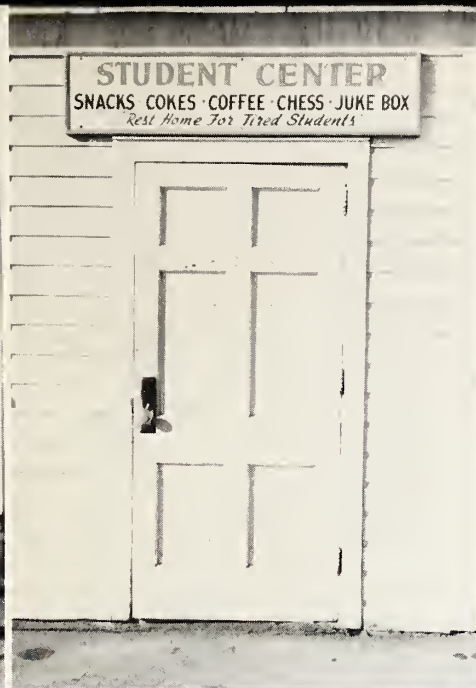 STUDENT CENTER
SNACKS COKES · COFFEE · CHESS · JUKE BOX
"Rest Home For Tired Students"